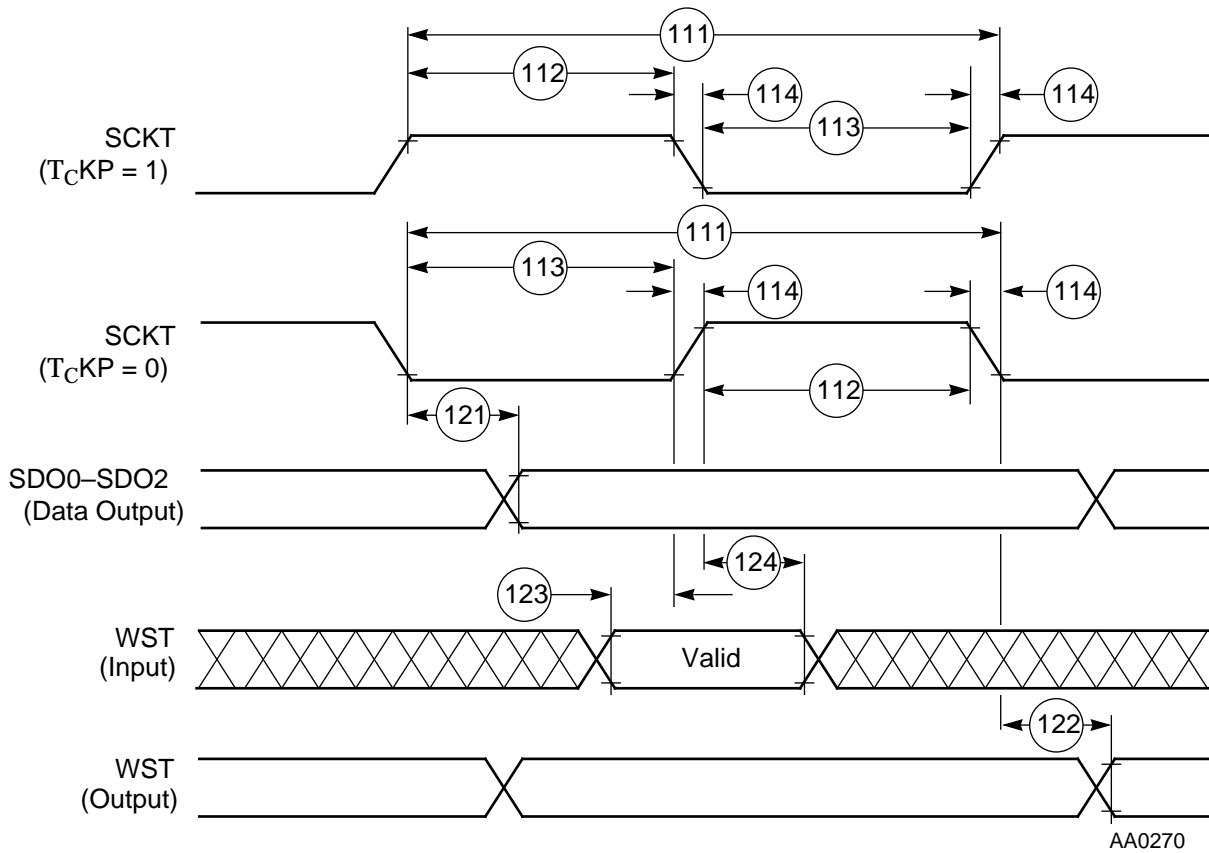 111
112
114
114
113
SCKT
(TCKP = 1)
111
113
114
114
SCKT
(TCKP = 0)
112
121
SDO0–SDO2
(Data Output)
124
123
WST
(Input)
Valid
122
WST
(Output)
AA0270